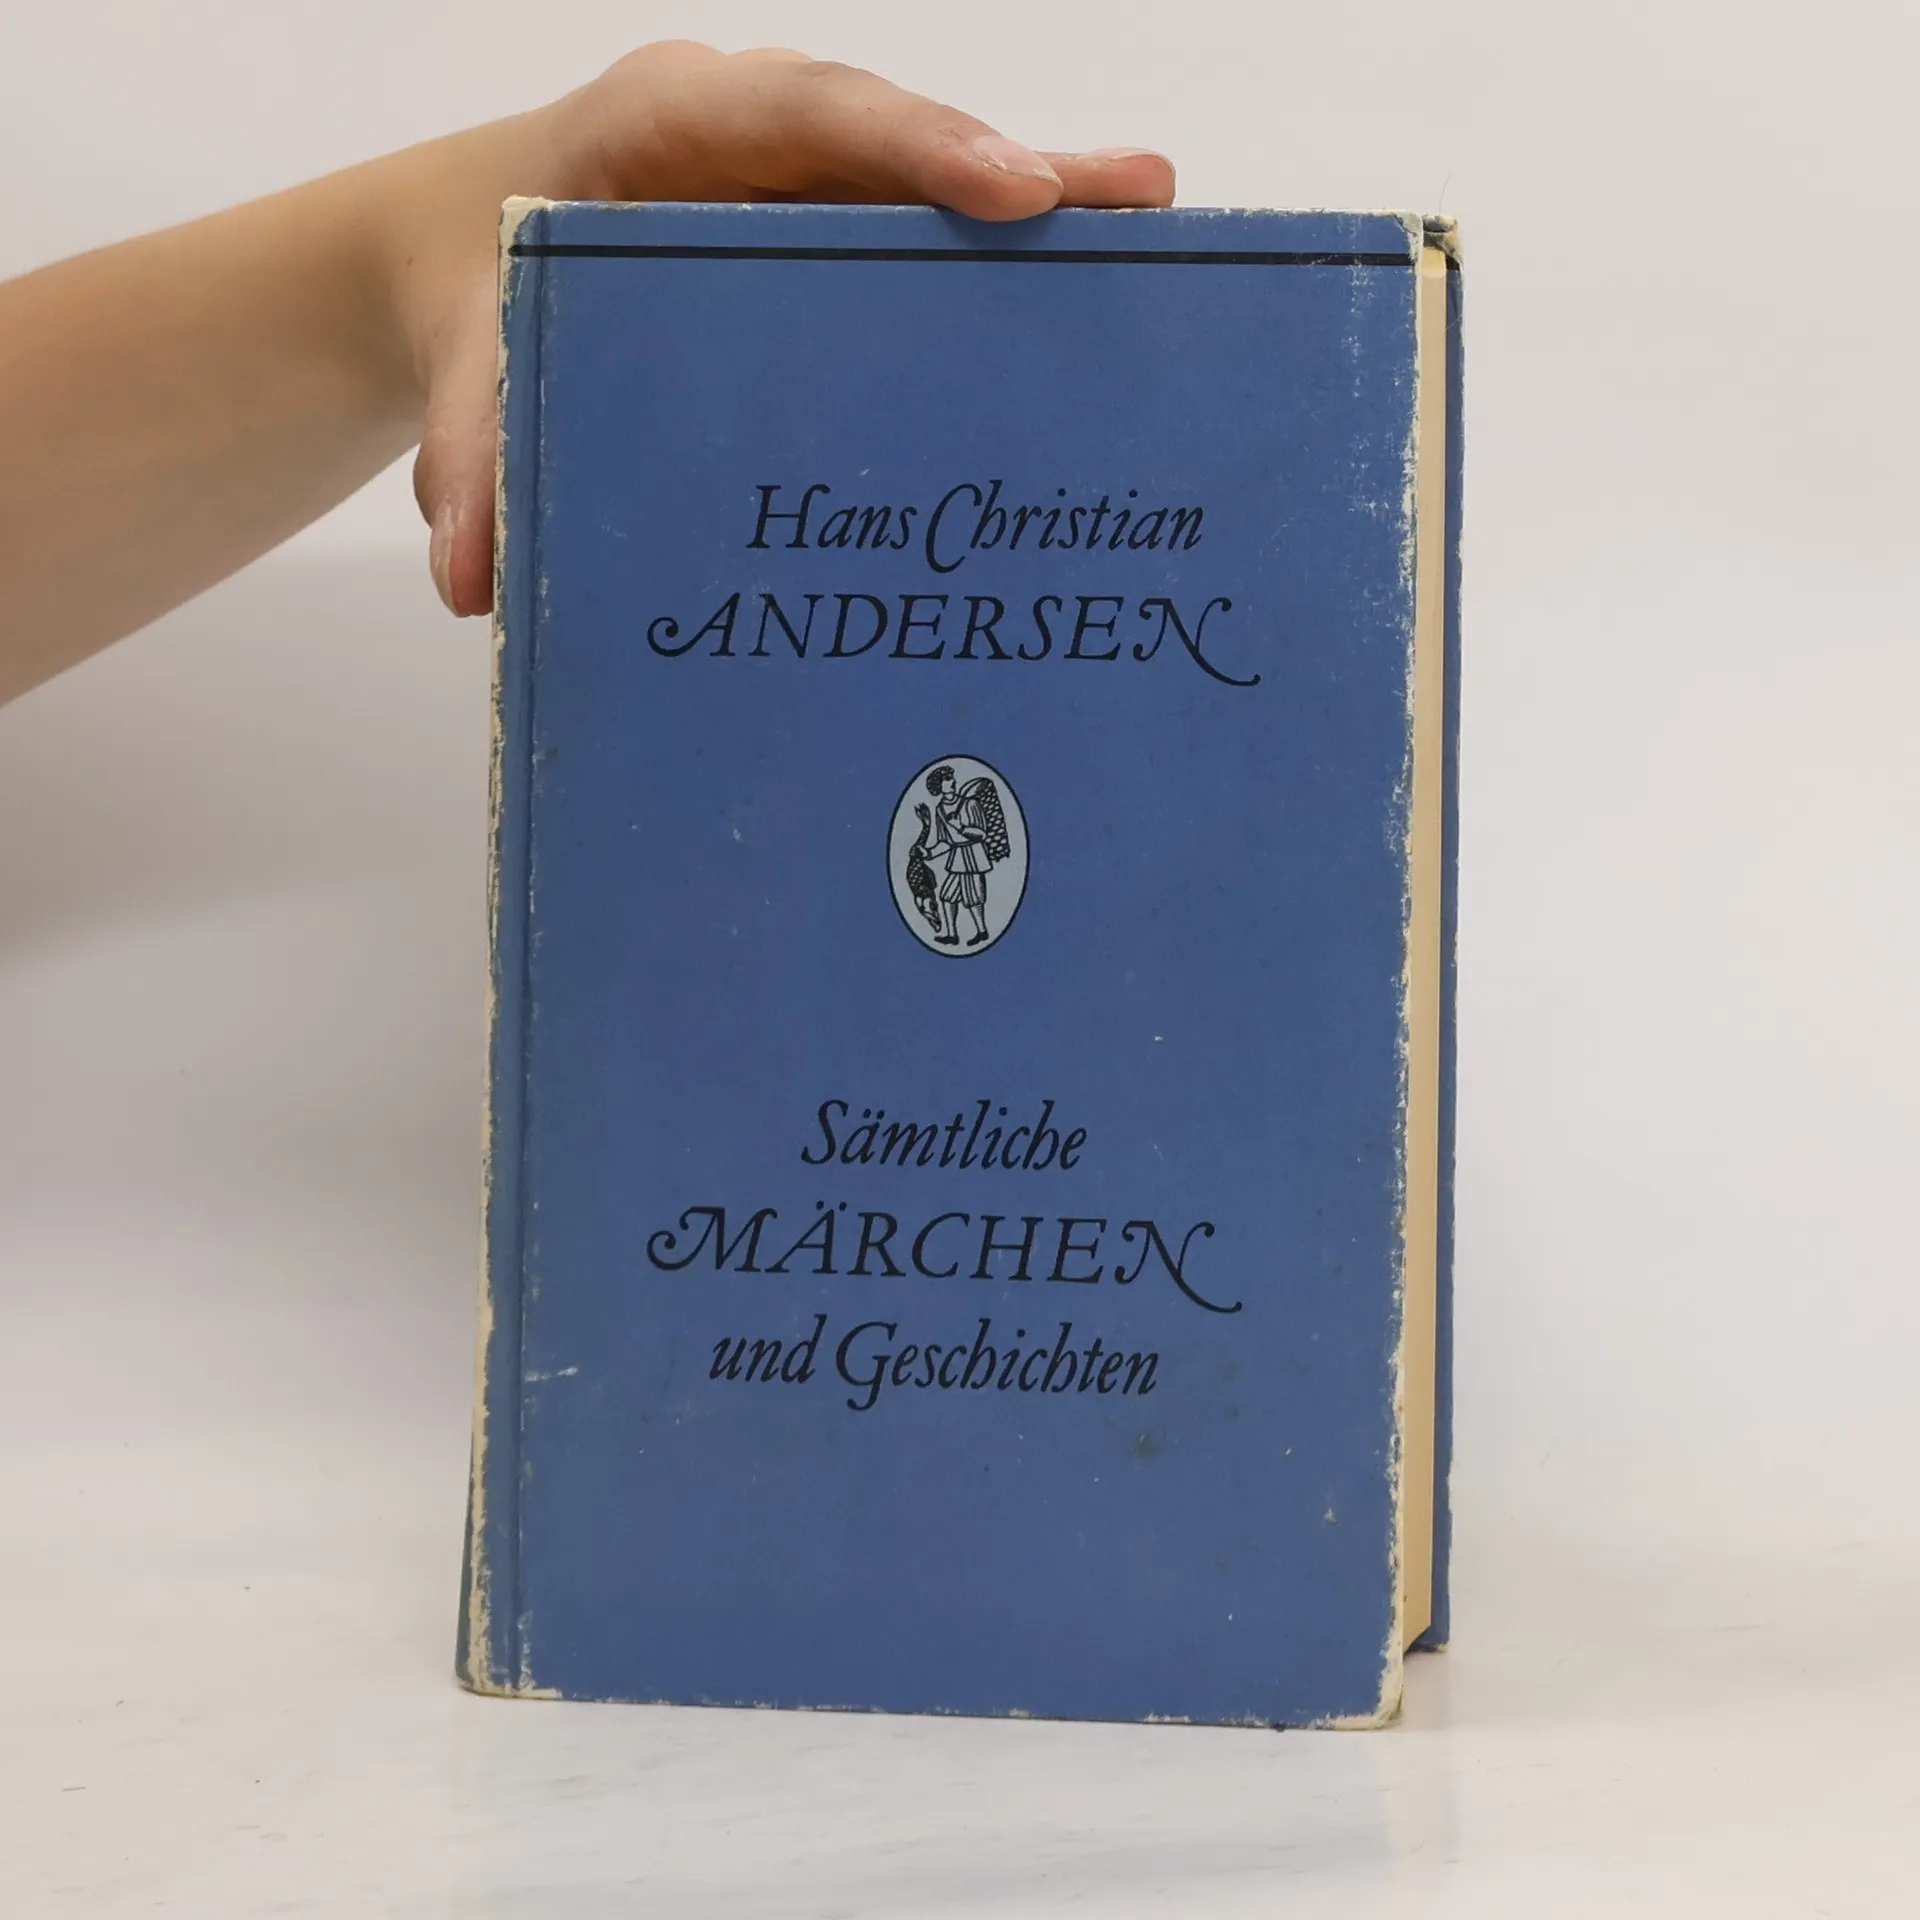 Hans Christian
ANDERSEN
Sämtliche
MÄRCHEN
und Geschichten